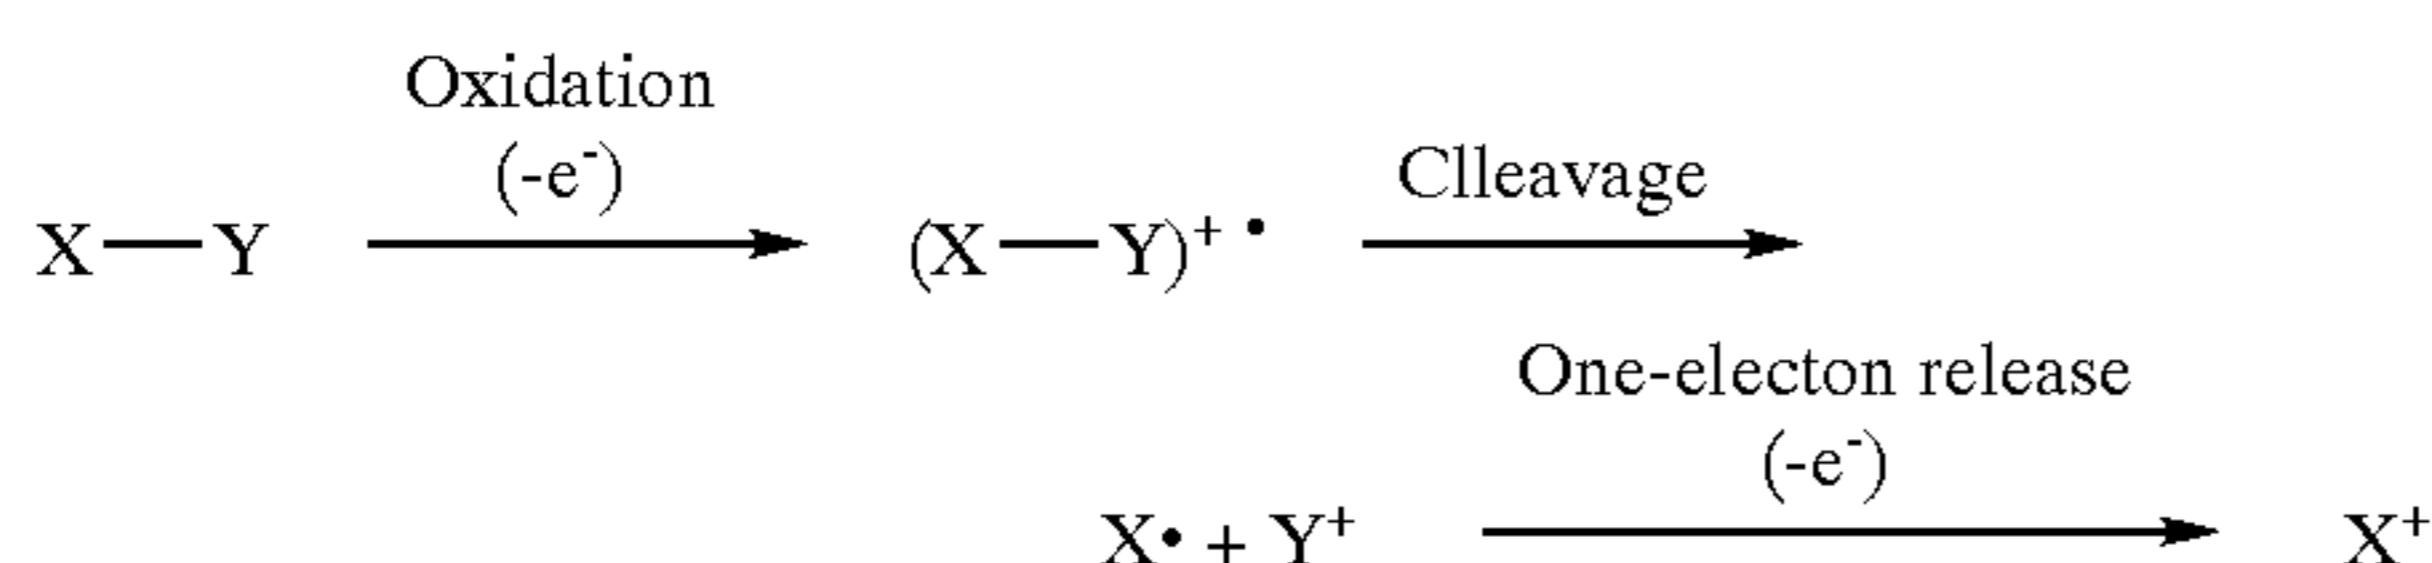 Oxidation
(-e⁻)
Clleavage
X—Y
(X—Y)⁺ •
One-electon release
(-e⁻)
X• + Y⁺
X⁺